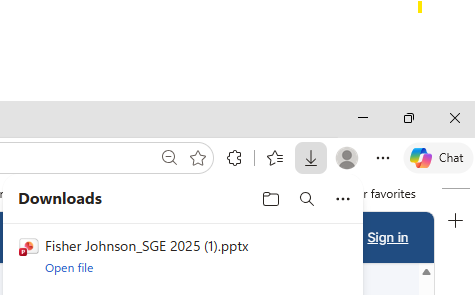 Chat
Downloads
r favorites
Sign in
Fisher Johnson_SGE 2025 (1).pptx
Open file